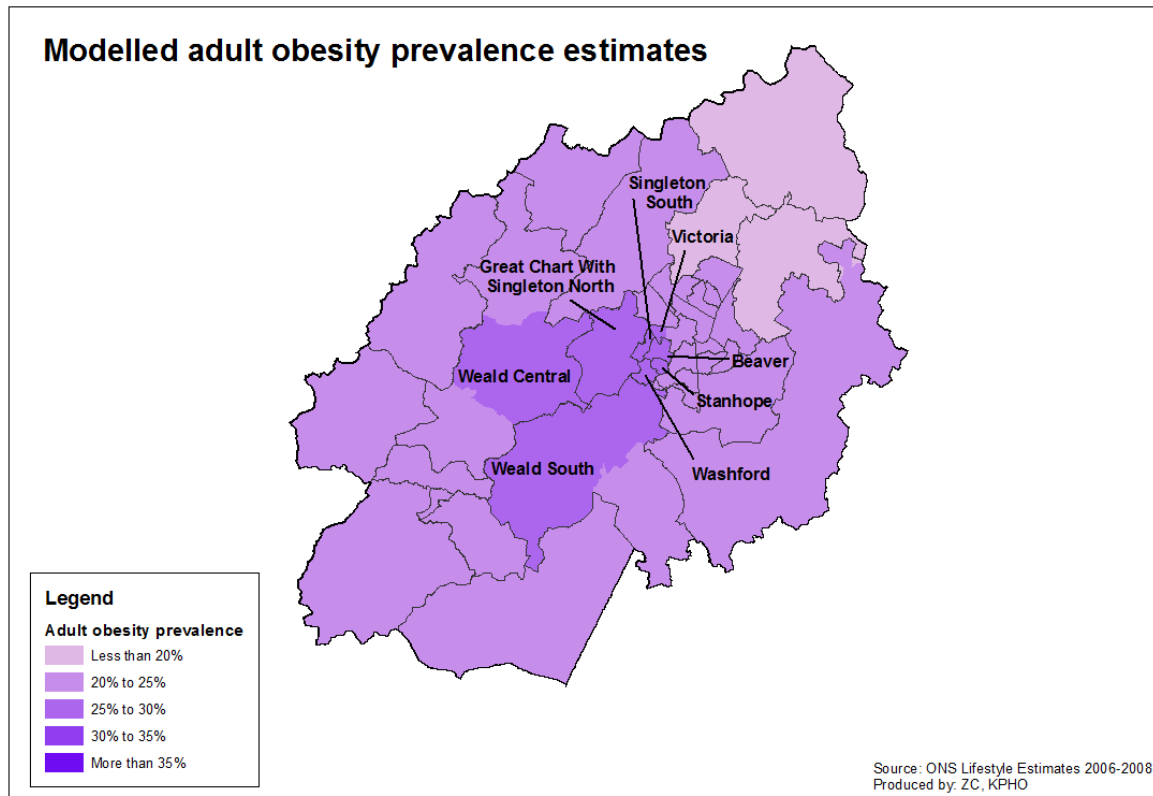 Modelled adult obesity prevalence estimates
Singleton
South
Victoria
Great Chart With
Singleton North
Weald Central
Beaver
Stanhope
Weald South
Washford
Legend
Adult obesity prevalence
Less than 20%
20% to 25%
25% to 30%
30% to 35%
More than 35%
Source: ONS Lifestyle Estimates 2006-2008
Produced by: ZC, KPHO